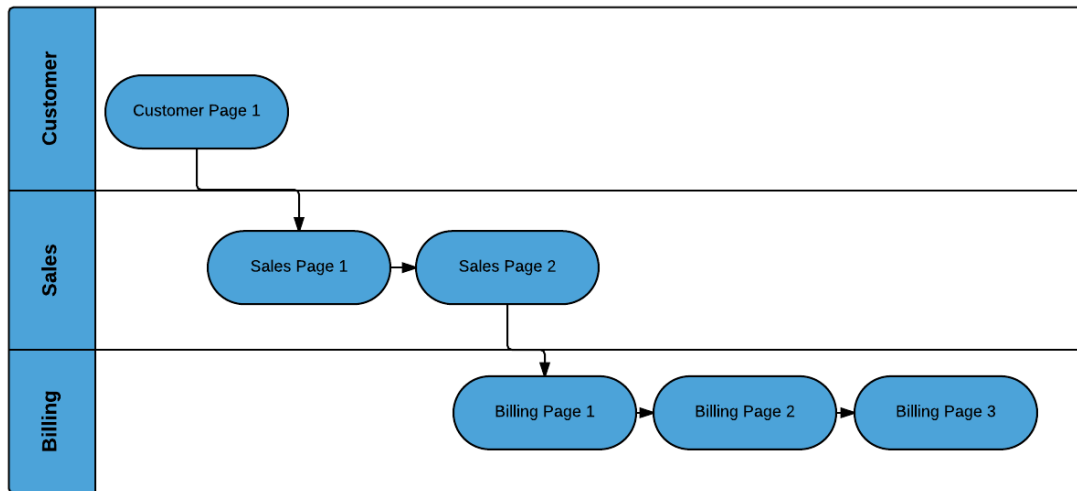 Customer
Customer Page 1
Sales
Sales Page 1
Sales Page 2
Billing
Billing Page 1
Billing Page 2
Billing Page 3